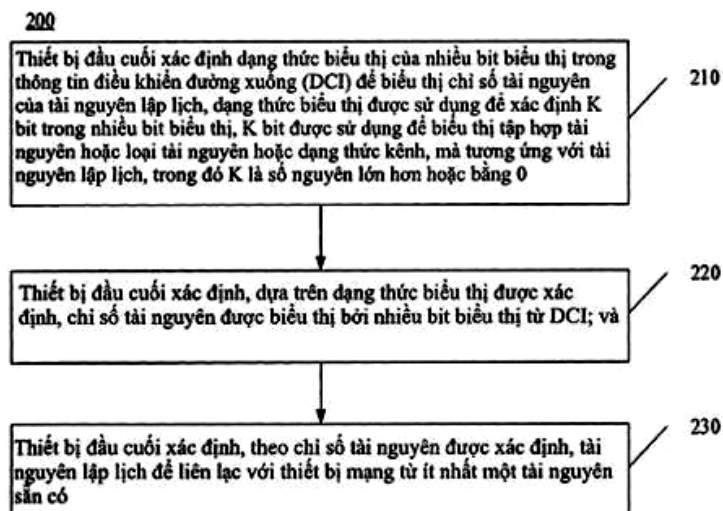 200
Thiết bị đầu cuối xác định dạng thức biểu thị của nhiều bit biểu thị trong
thông tin điều khiển đường xuống (DCI) để biểu thị chỉ số tài nguyên
của tài nguyên lập lịch, dạng thức biểu thị được sử dụng để xác định K
bit trong nhiều bit biểu thị, K bit được sử dụng để biểu thị tập hợp tài
nguyên hoặc loại tài nguyên hoặc dạng thức kênh, mà tương ứng với tài
nguyên lập lịch, trong đó K là số nguyên lớn hơn hoặc bằng 0
210
Thiết bị đầu cuối xác định, dựa trên dạng thức biểu thị được xác
định, chỉ số tài nguyên được biểu thị bởi nhiều bit biểu thị từ DCI; và
220
Thiết bị đầu cuối xác định, theo chỉ số tài nguyên được xác định, tài
nguyên lập lịch để liên lạc với thiết bị mạng từ ít nhất một tài nguyên
sẵn có
230